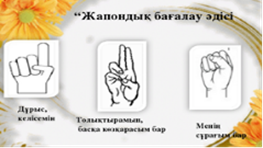 “Жапондық бағалау әдісі
Дұрыс,
келісемін
Толықтырамын,
басқа көзқарасым бар
Менің
сұрағым бар